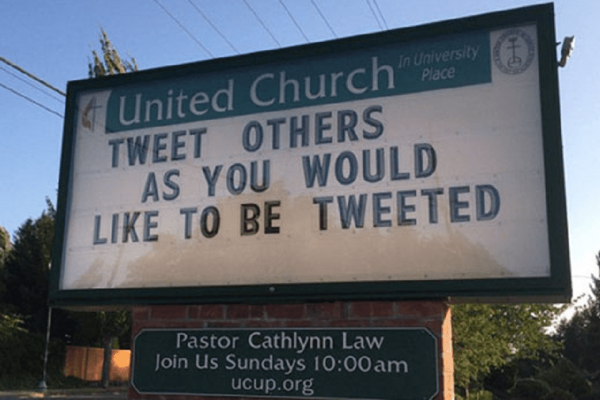 United Church in University
Place
TWEET OTHERS
AS YOU WOULD
LIKE TO BE TWEETED
Pastor Cathlynn Law
Join Us Sundays 10:00am
ucup.org